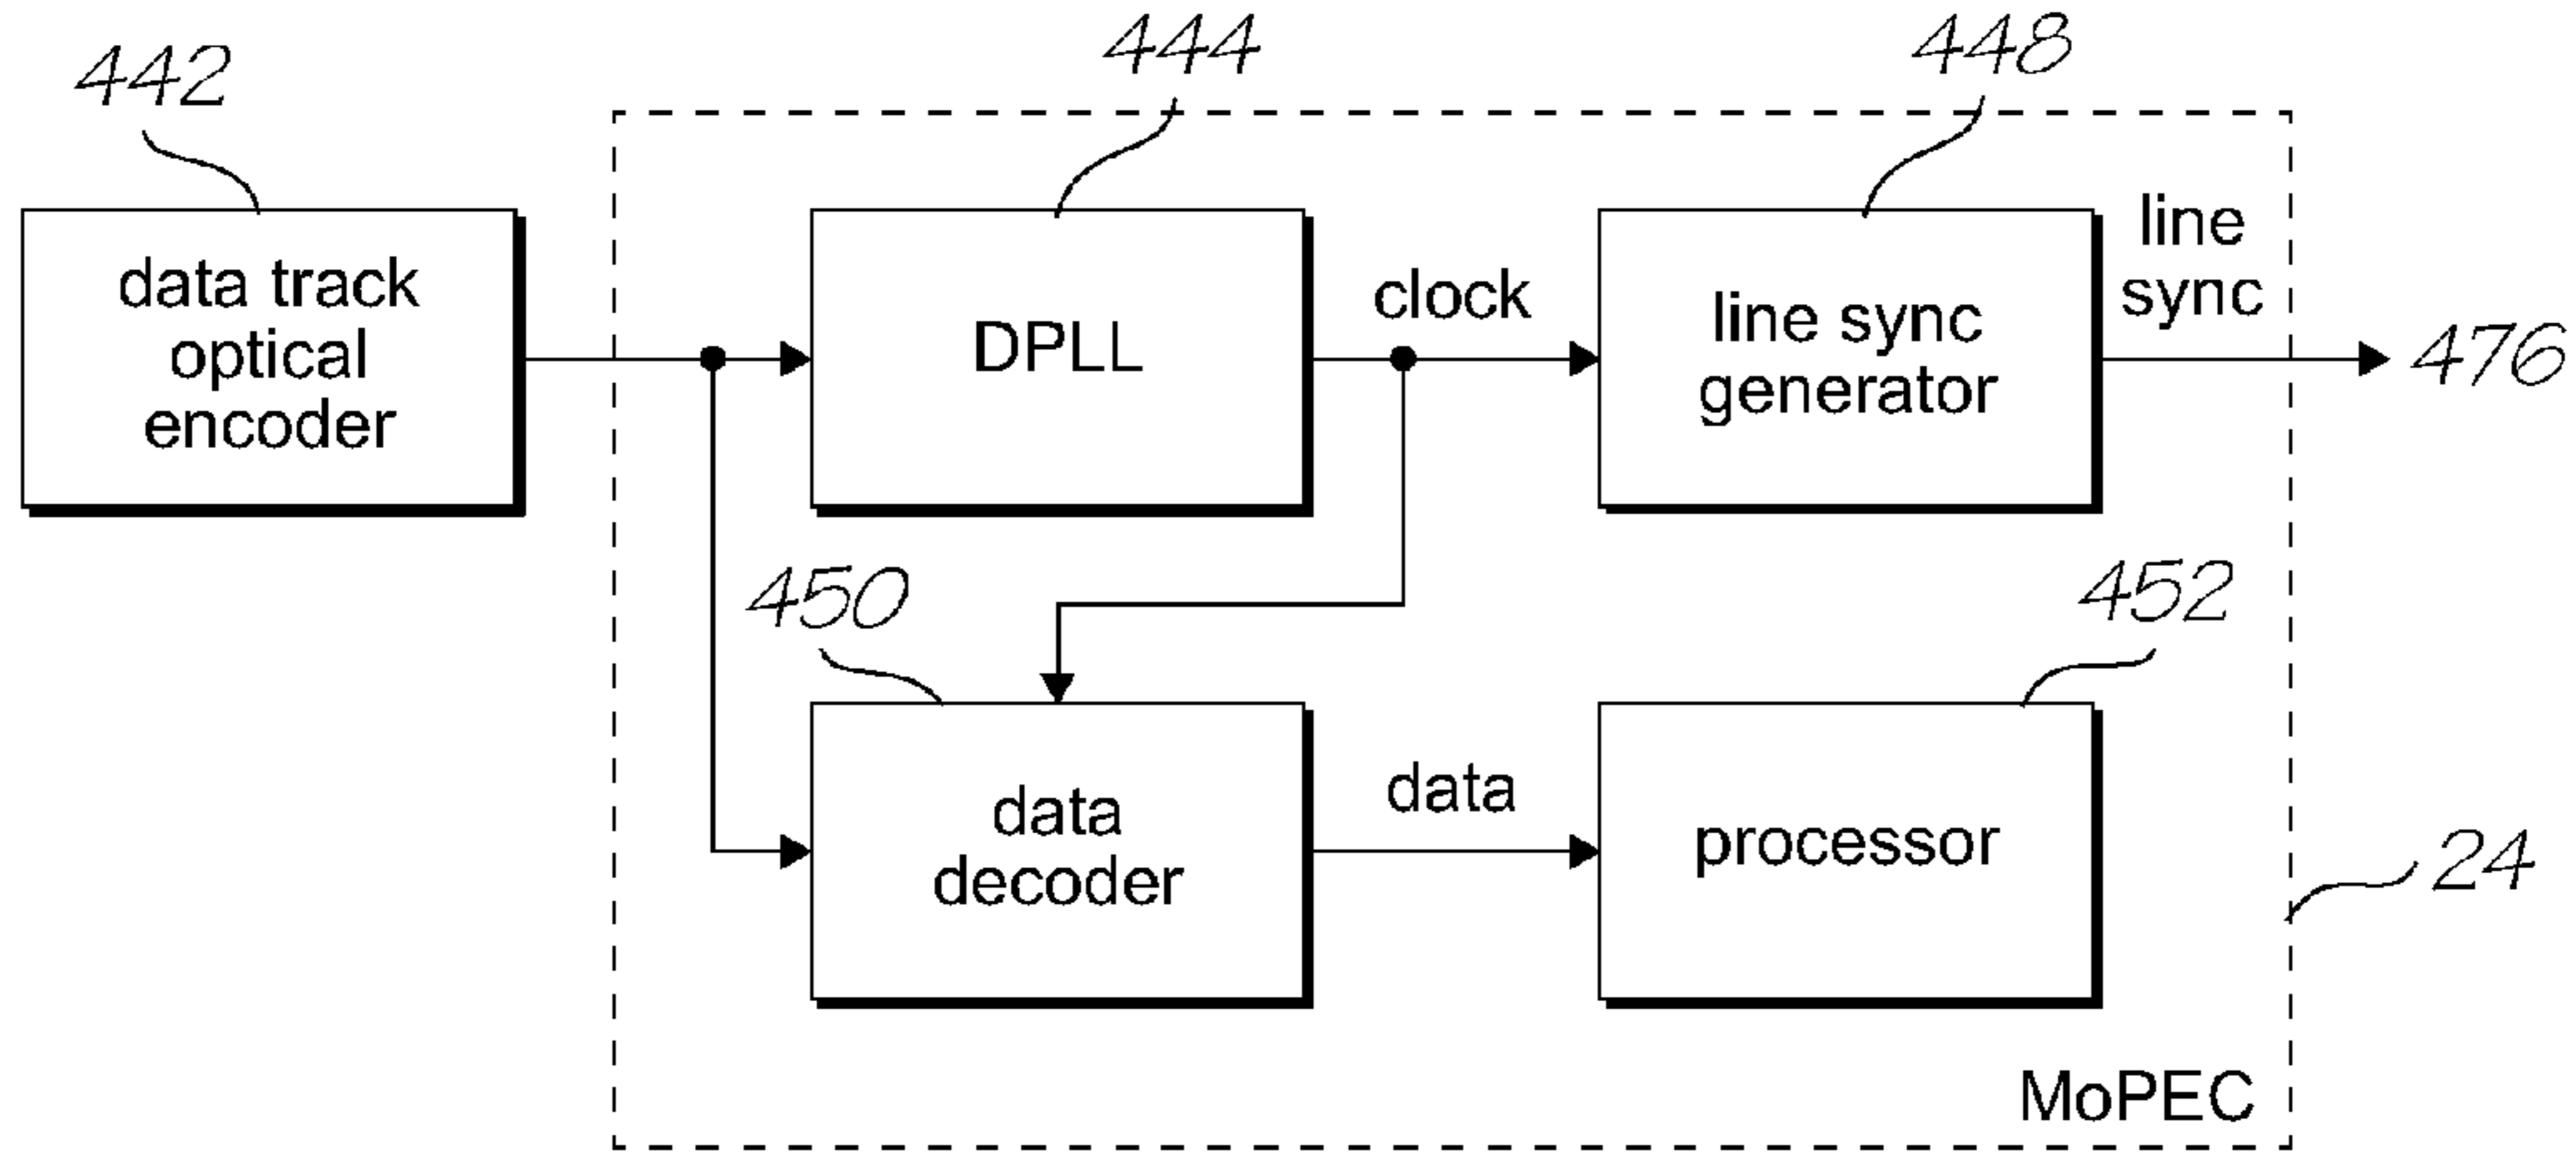 442
444
448
data track
optical
encoder
DPLL
clock
line sync
generator
line
sync
476
450
452
data
decoder
data
processor
24
MoPEC